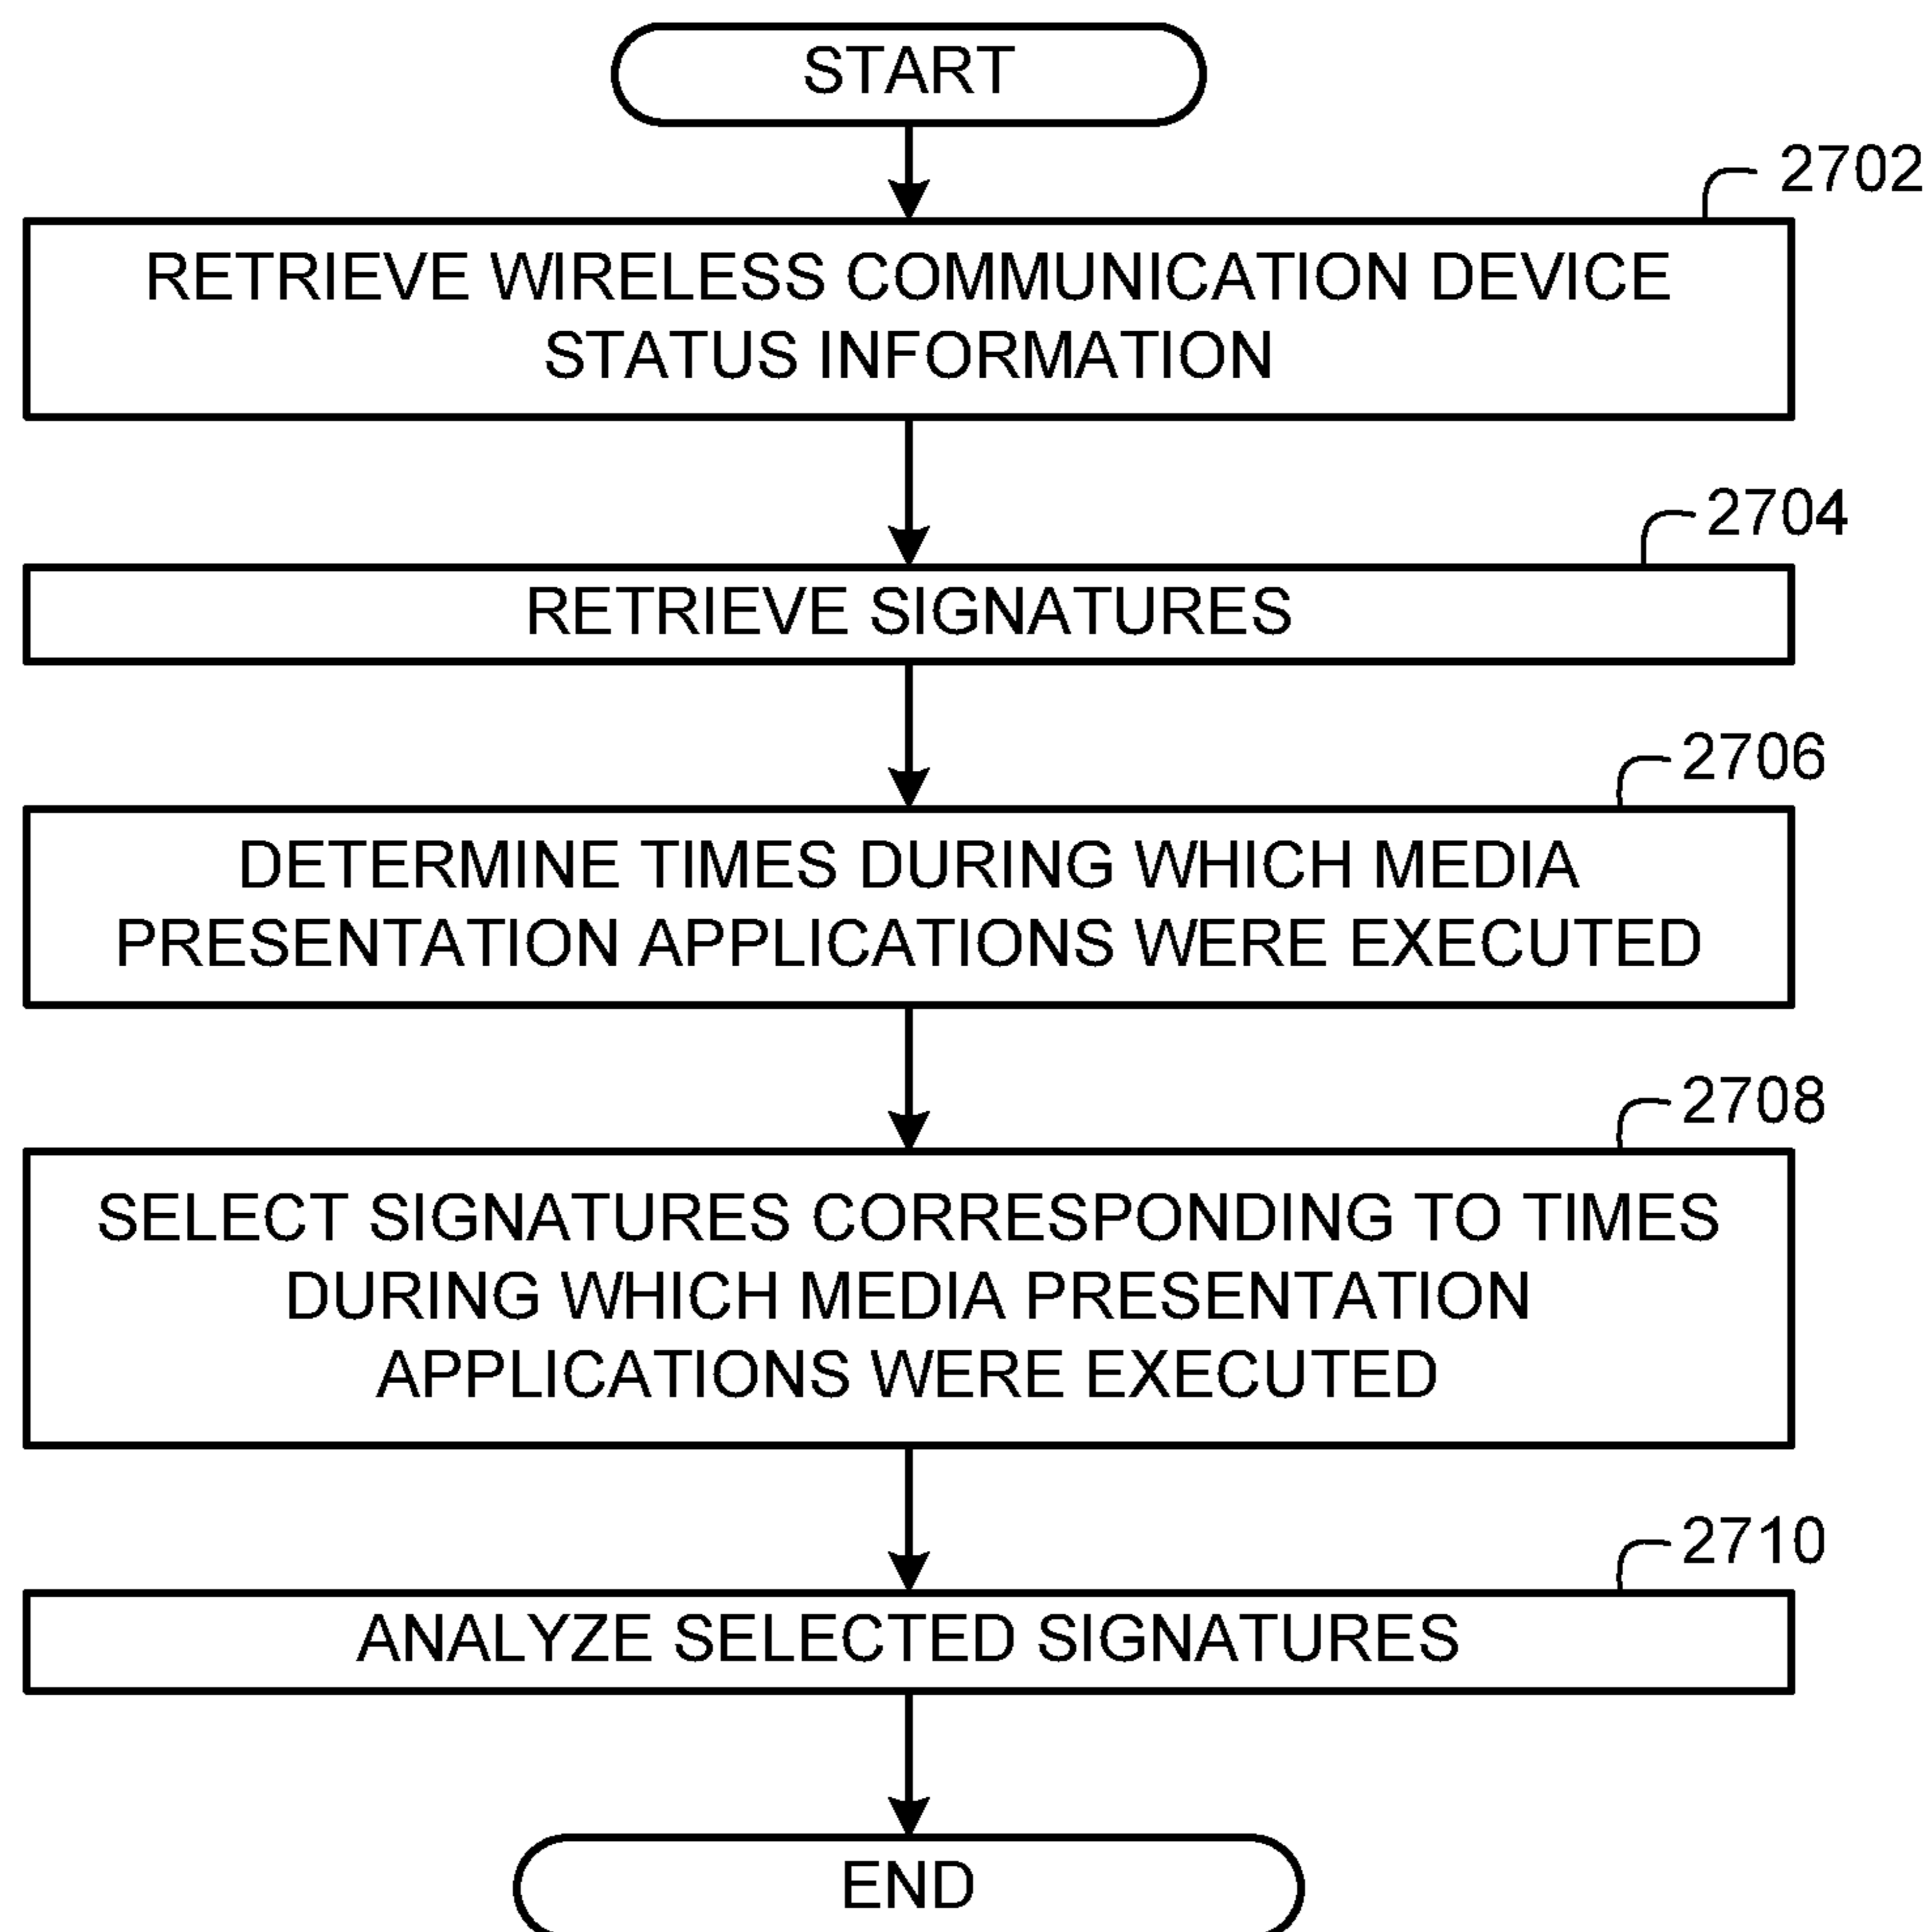 START
2702
RETRIEVE WIRELESS COMMUNICATION DEVICE
STATUS INFORMATION
2704
RETRIEVE SIGNATURES
2706
DETERMINE TIMES DURING WHICH MEDIA
PRESENTATION APPLICATIONS WERE EXECUTED
2708
SELECT SIGNATURES CORRESPONDING TO TIMES
DURING WHICH MEDIA PRESENTATION
APPLICATIONS WERE EXECUTED
2710
ANALYZE SELECTED SIGNATURES
END